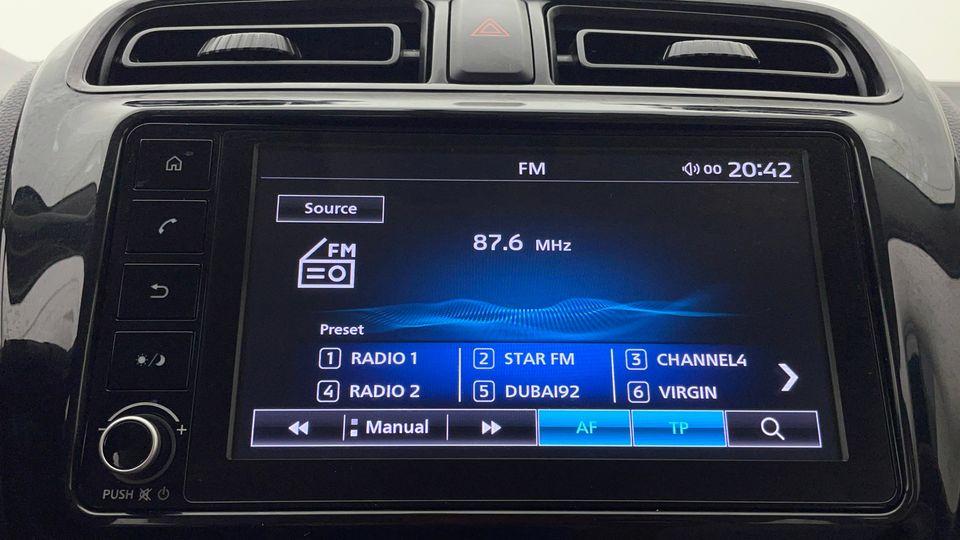 FM
00 20:42
Source
FM
87.6 MHz
Preset
1 RADIO 1 2 STAR FM 3 CHANNEL4
4 RADIO 2 5 DUBAI92 6 VIRGIN
Manual AF TP
- +
PUSH